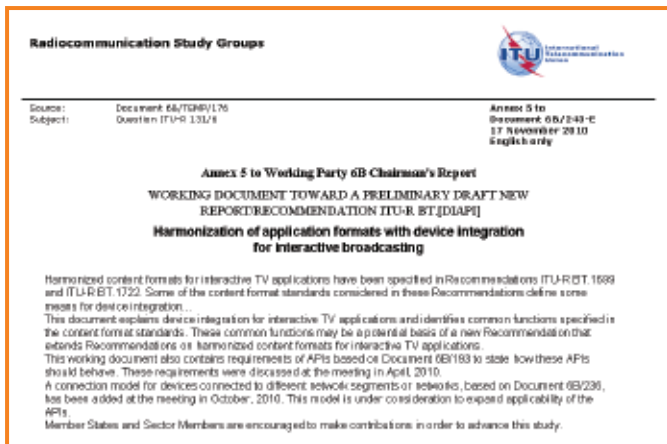 Radiocommunication Study Groups
ITU
International
Telecommunication
Union
Source: Document 6B/TEMP/176
Subject: Question ITU-R 131/6
Annex 5 to
Document 6B/243-E
17 November 2010
English only
Annex 5 to Working Party 6B Chairman's Report
WORKING DOCUMENT TOWARD A PRELIMINARY DRAFT NEW
REPORT/RECOMMENDATION ITU-R BT.[DIAPI]
Harmonization of application formats with device integration
for interactive broadcasting
Harmonized content formats for interactive TV applications have been specified in Recommendations ITU-R BT.1699
and ITU-R BT.1722. Some of the content format standards considered in these Recommendations define some
means for device integration...
This document explains device integration for interactive TV applications and identifies common functions specified in
the content format standards. These common functions may be a potential basis of a new Recommendation that
extends Recommendations on harmonized content formats for interactive TV applications.
This working document also contains requirements of APIs based on Document 6B/193 to state how these APIs
should behave. These requirements were discussed at the meeting in April, 2010.
A connection model for devices connected to different network segments or networks, based on Document 6B/236,
has been added at the meeting in October, 2010. This model is under consideration to expand applicability of the
APIs.
Member States and Sector Members are encouraged to make contributions in order to advance this study.